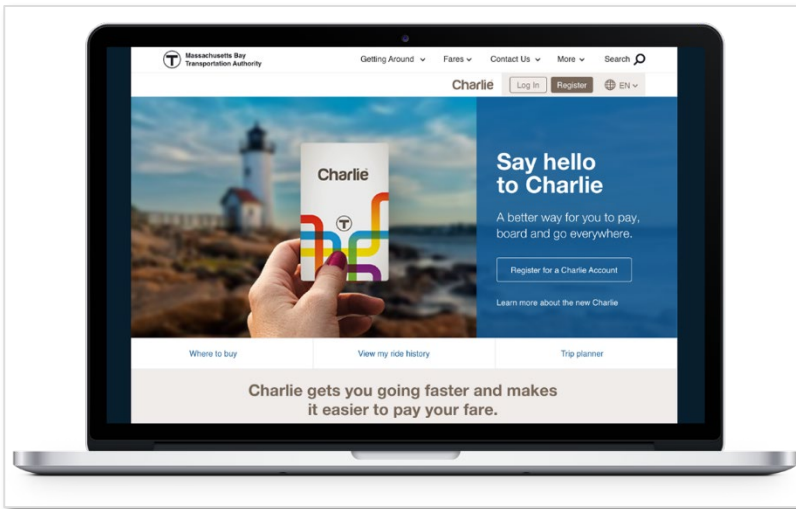 Massachusetts Bay
Transportation Authority
Getting Around
Fares
Contact Us
More
Search
Charlie
Log In
Register
EN
Charlie
T
Say hello
to Charlie
A better way for you to pay,
board and go everywhere.
Register for a Charlie Account
Learn more about the new Charlie
Where to buy
View my ride history
Trip planner
Charlie gets you going faster and makes
it easier to pay your fare.